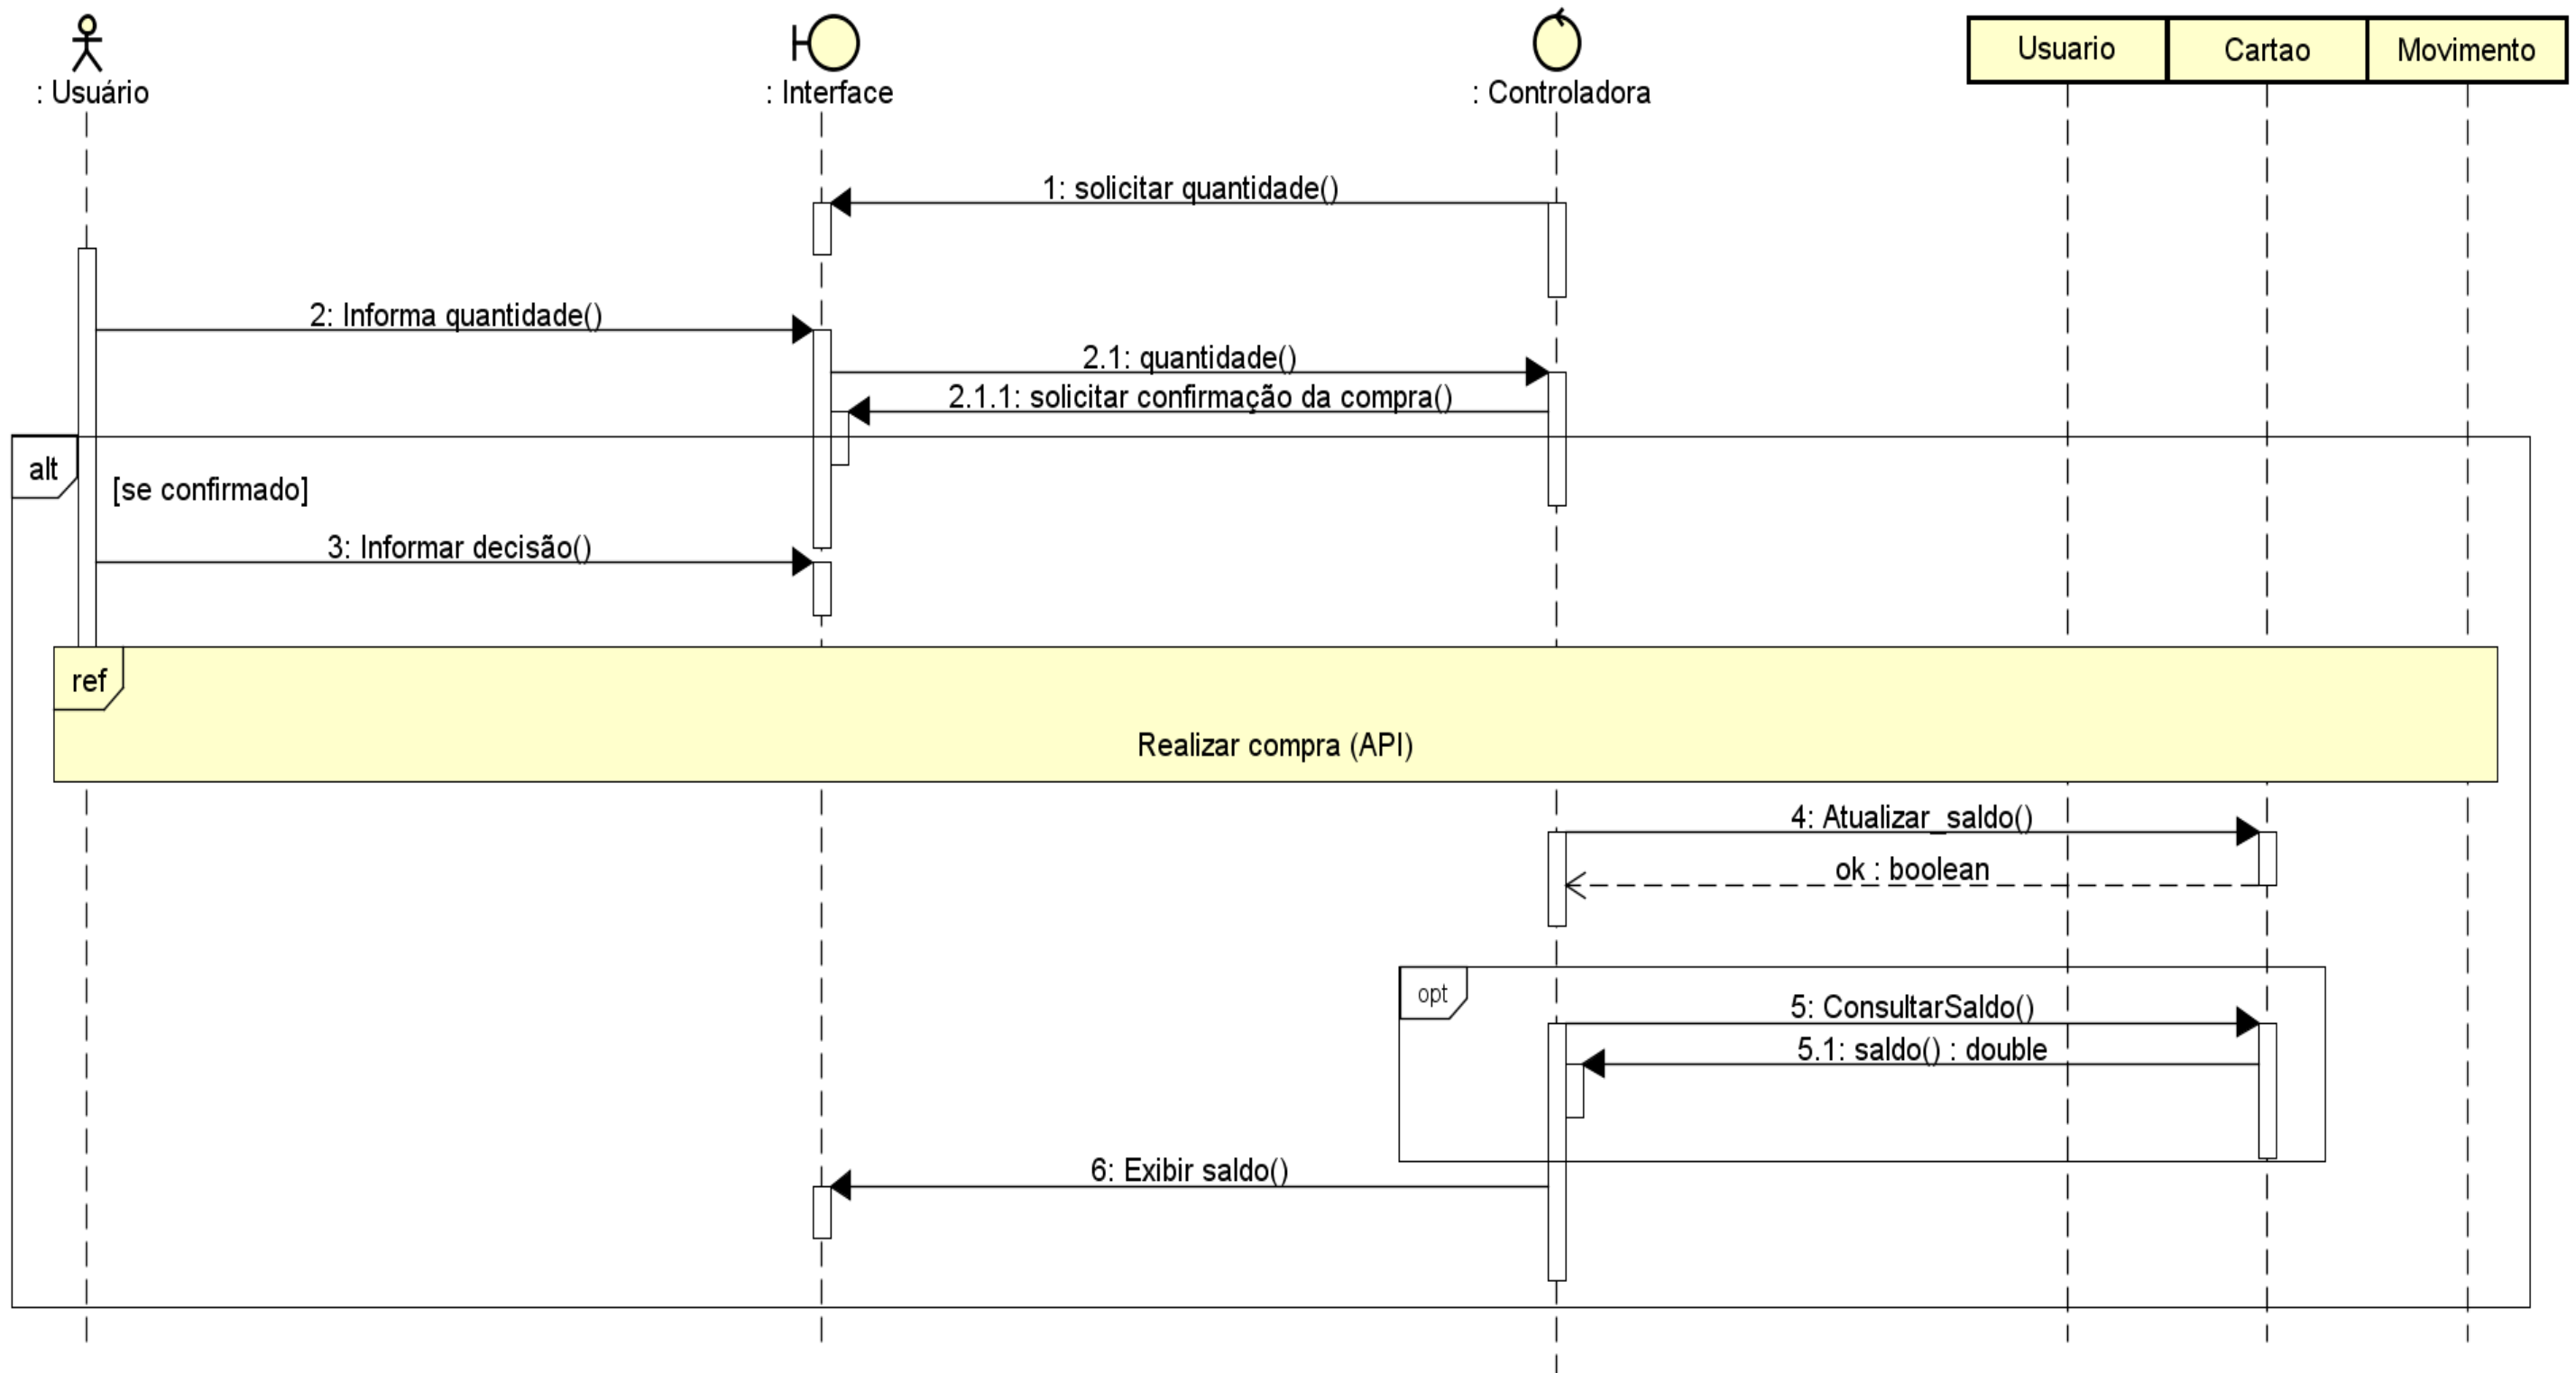 : Usuário
: Interface
: Controladora
Usuario
Cartao
Movimento
1: solicitar quantidade()
2: Informa quantidade()
2.1: quantidade()
2.1.1: solicitar confirmação da compra()
alt
[se confirmado]
3: Informar decisão()
ref
Realizar compra (API)
4: Atualizar_saldo()
ok : boolean
opt
5: ConsultarSaldo()
5.1: saldo() : double
6: Exibir saldo()